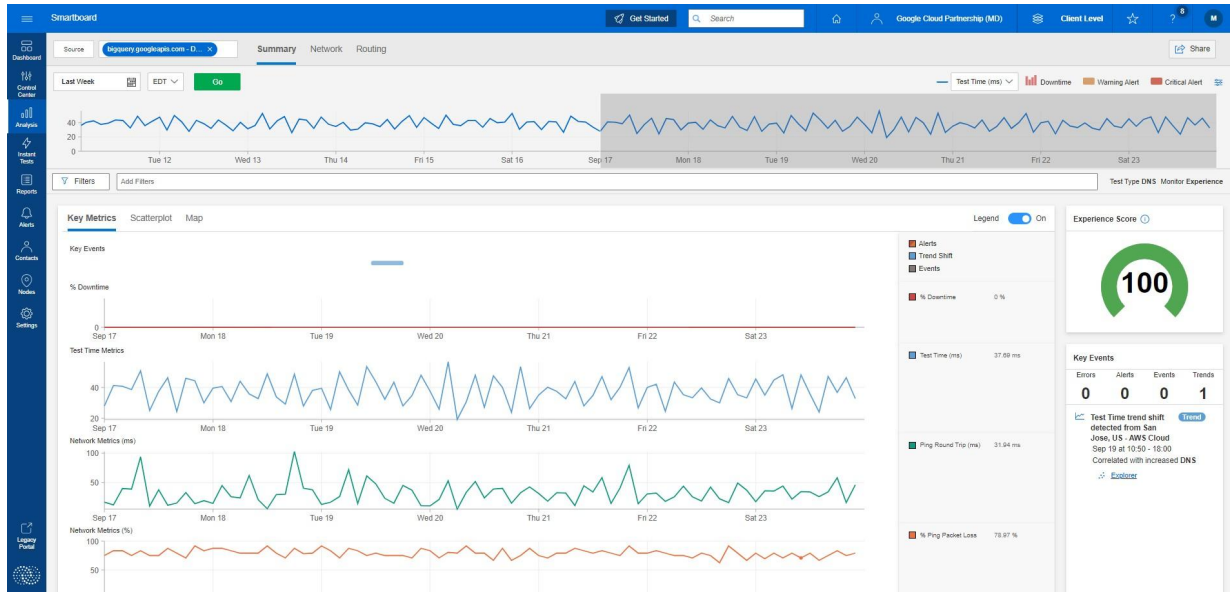 Smartboard
Get Started
Search
Google Cloud Partnership (MD)
Client Level
?
8
M
Dashboard
Control Center
Analysis
Instant Tests
Reports
Alerts
Contacts
Nodes
Settings
Legacy Portal
Source
bigquery.googleapis.com - D... ×
Summary
Network
Routing
Share
Last Week
EDT
Go
Test Time (ms)
Downtime
Warning Alert
Critical Alert
40
20
0
Tue 12 Wed 13 Thu 14 Fri 15 Sat 16 Sep 17 Mon 18 Tue 19 Wed 20 Thu 21 Fri 22 Sat 23
Filters
Add Filters
Test Type DNS Monitor Experience
Key Metrics
Scatterplot
Map
Legend
On
Key Events
Alerts
Trend Shift
Events
% Downtime
0
Sep 17 Mon 18 Tue 19 Wed 20 Thu 21 Fri 22 Sat 23
% Downtime 0 %
Test Time Metrics
40
20
Sep 17 Mon 18 Tue 19 Wed 20 Thu 21 Fri 22 Sat 23
Test Time (ms) 37.69 ms
Network Metrics (ms)
100
50
Sep 17 Mon 18 Tue 19 Wed 20 Thu 21 Fri 22 Sat 23
Ping Round Trip (ms) 31.94 ms
Network Metrics (%)
100
50
% Ping Packet Loss 78.97 %
Experience Score
100
Key Events
Errors Alerts Events Trends
0 0 0 1
Test Time trend shift
Trend
detected from San
Jose, US - AWS Cloud
Sep 19 at 10:50 - 18:00
Correlated with increased DNS
Explorer